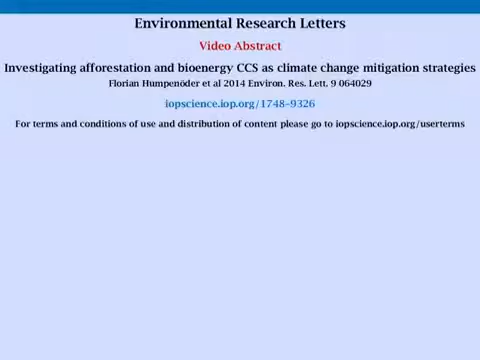 Environmental Research Letters
Video Abstract
Investigating afforestation and bioenergy CCS as climate change mitigation strategies
Florian Humpenöder et al 2014 Environ. Res. Lett. 9 064029
iopscience.iop.org/1748-9326
For terms and conditions of use and distribution of content please go to iopscience.iop.org/userterms